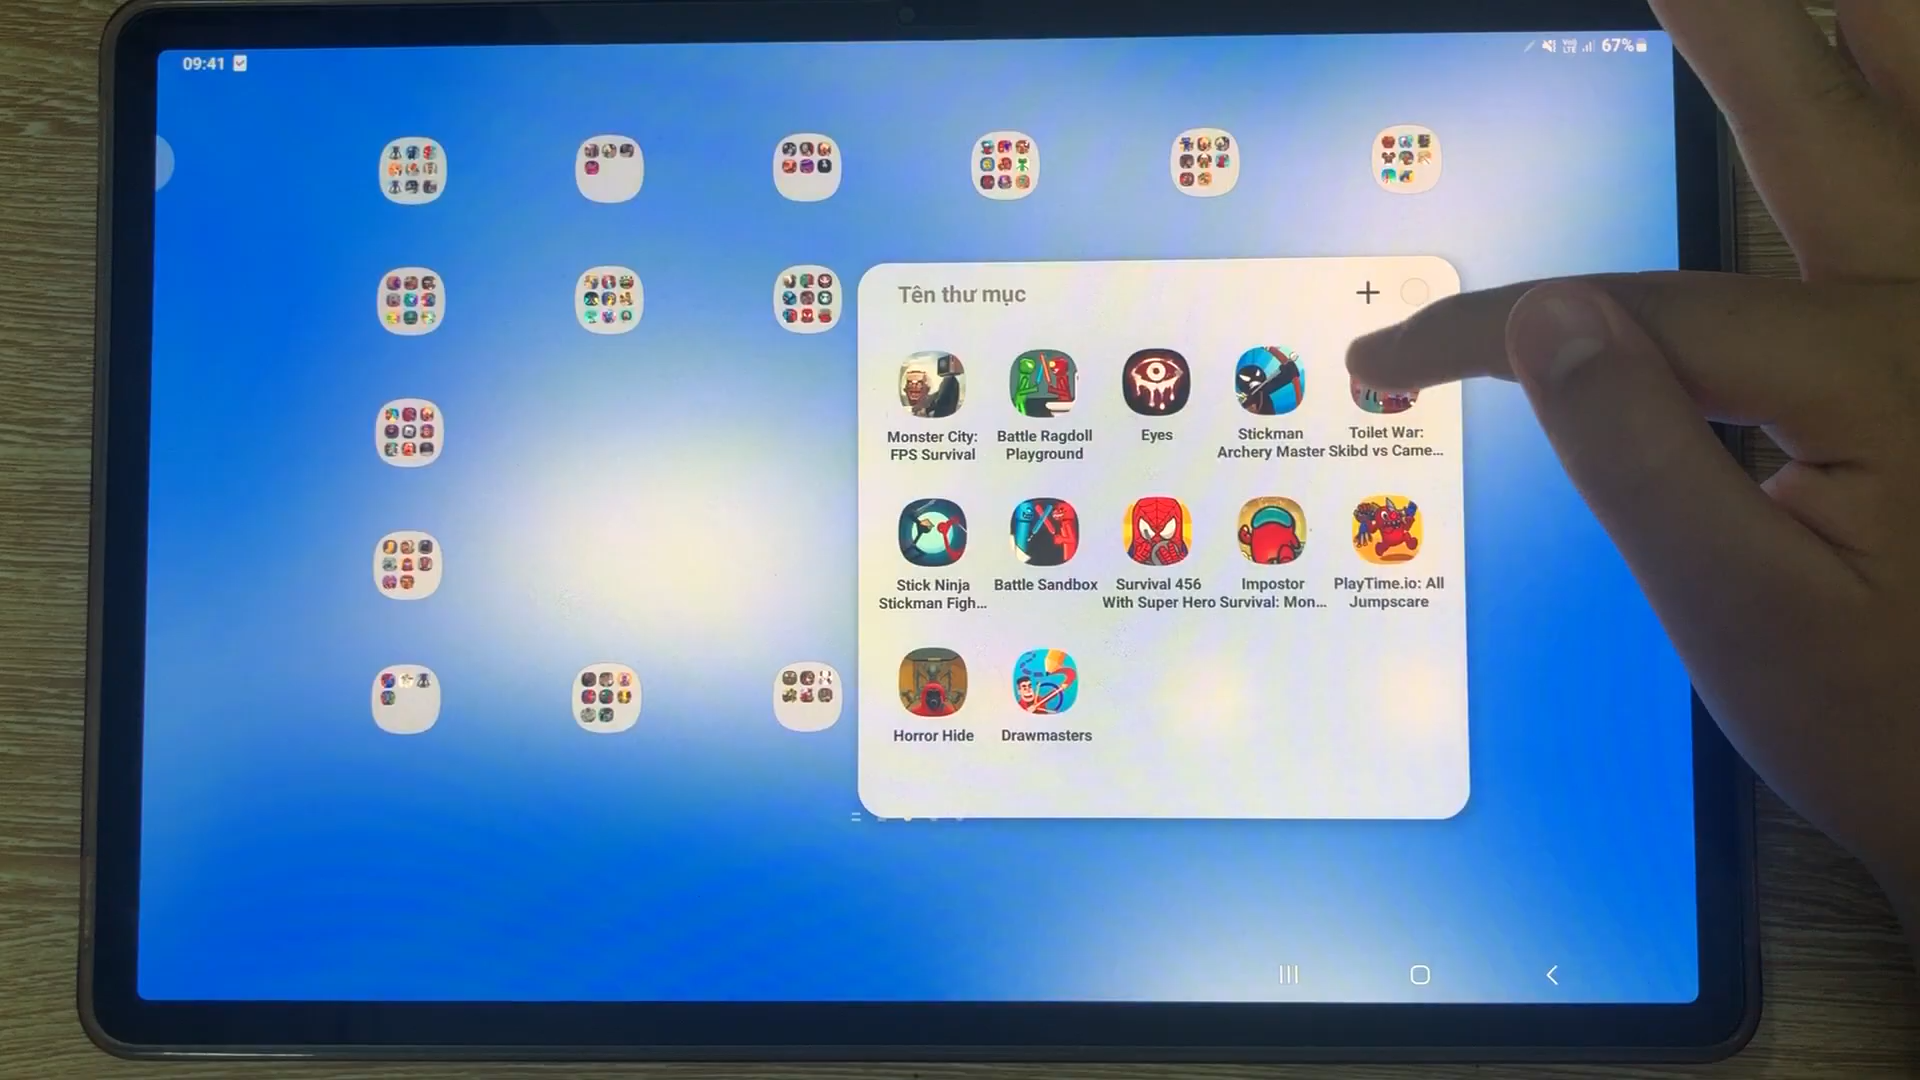 09:41
67%
Tên thư mục
Monster City:
FPS Survival
Battle Ragdoll
Playground
Eyes
Stickman
Archery Master
Toilet War:
Skibd vs Came...
Stick Ninja
Stickman Figh...
Battle Sandbox
Survival 456
With Super Hero
Impostor
Survival: Mon...
PlayTime.io: All
Jumpscare
Horror Hide
Drawmasters